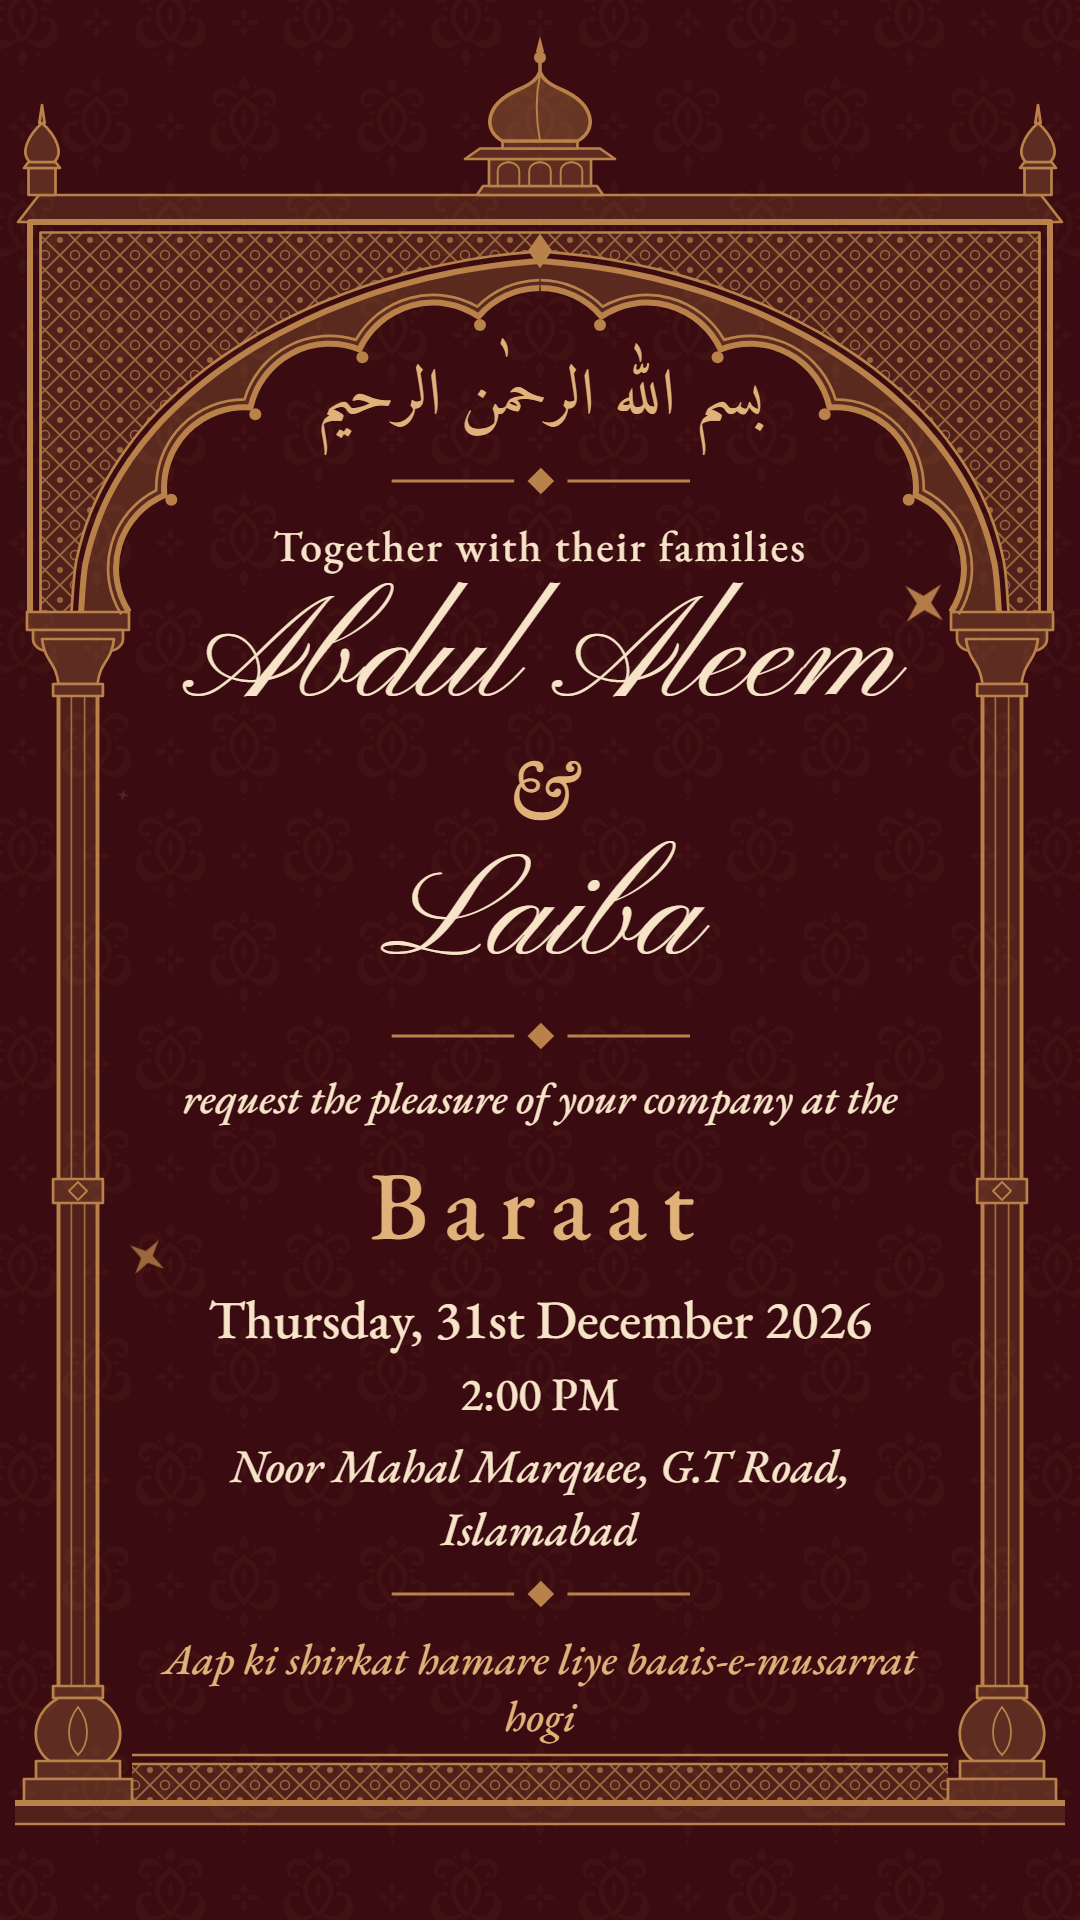 بسم الله الرحمٰن الرحيم
Together with their families
Abdul Aleem
&
Laiba
request the pleasure of your company at the
Baraat
Thursday, 31st December 2026
2:00 PM
Noor Mahal Marquee, G.T Road,
Islamabad
Aap ki shirkat hamare liye baais-e-musarrat
hogi